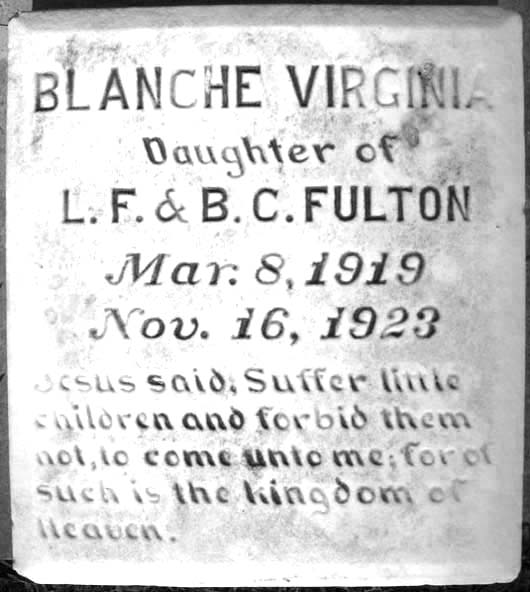 BLANCHE VIRGINIA
Daughter of
L. F. & B. C. FULTON
Mar. 8, 1919
Nov. 16, 1923
Jesus said, Suffer little
children and forbid them
not, to come unto me; for of
such is the kingdom of
Heaven.